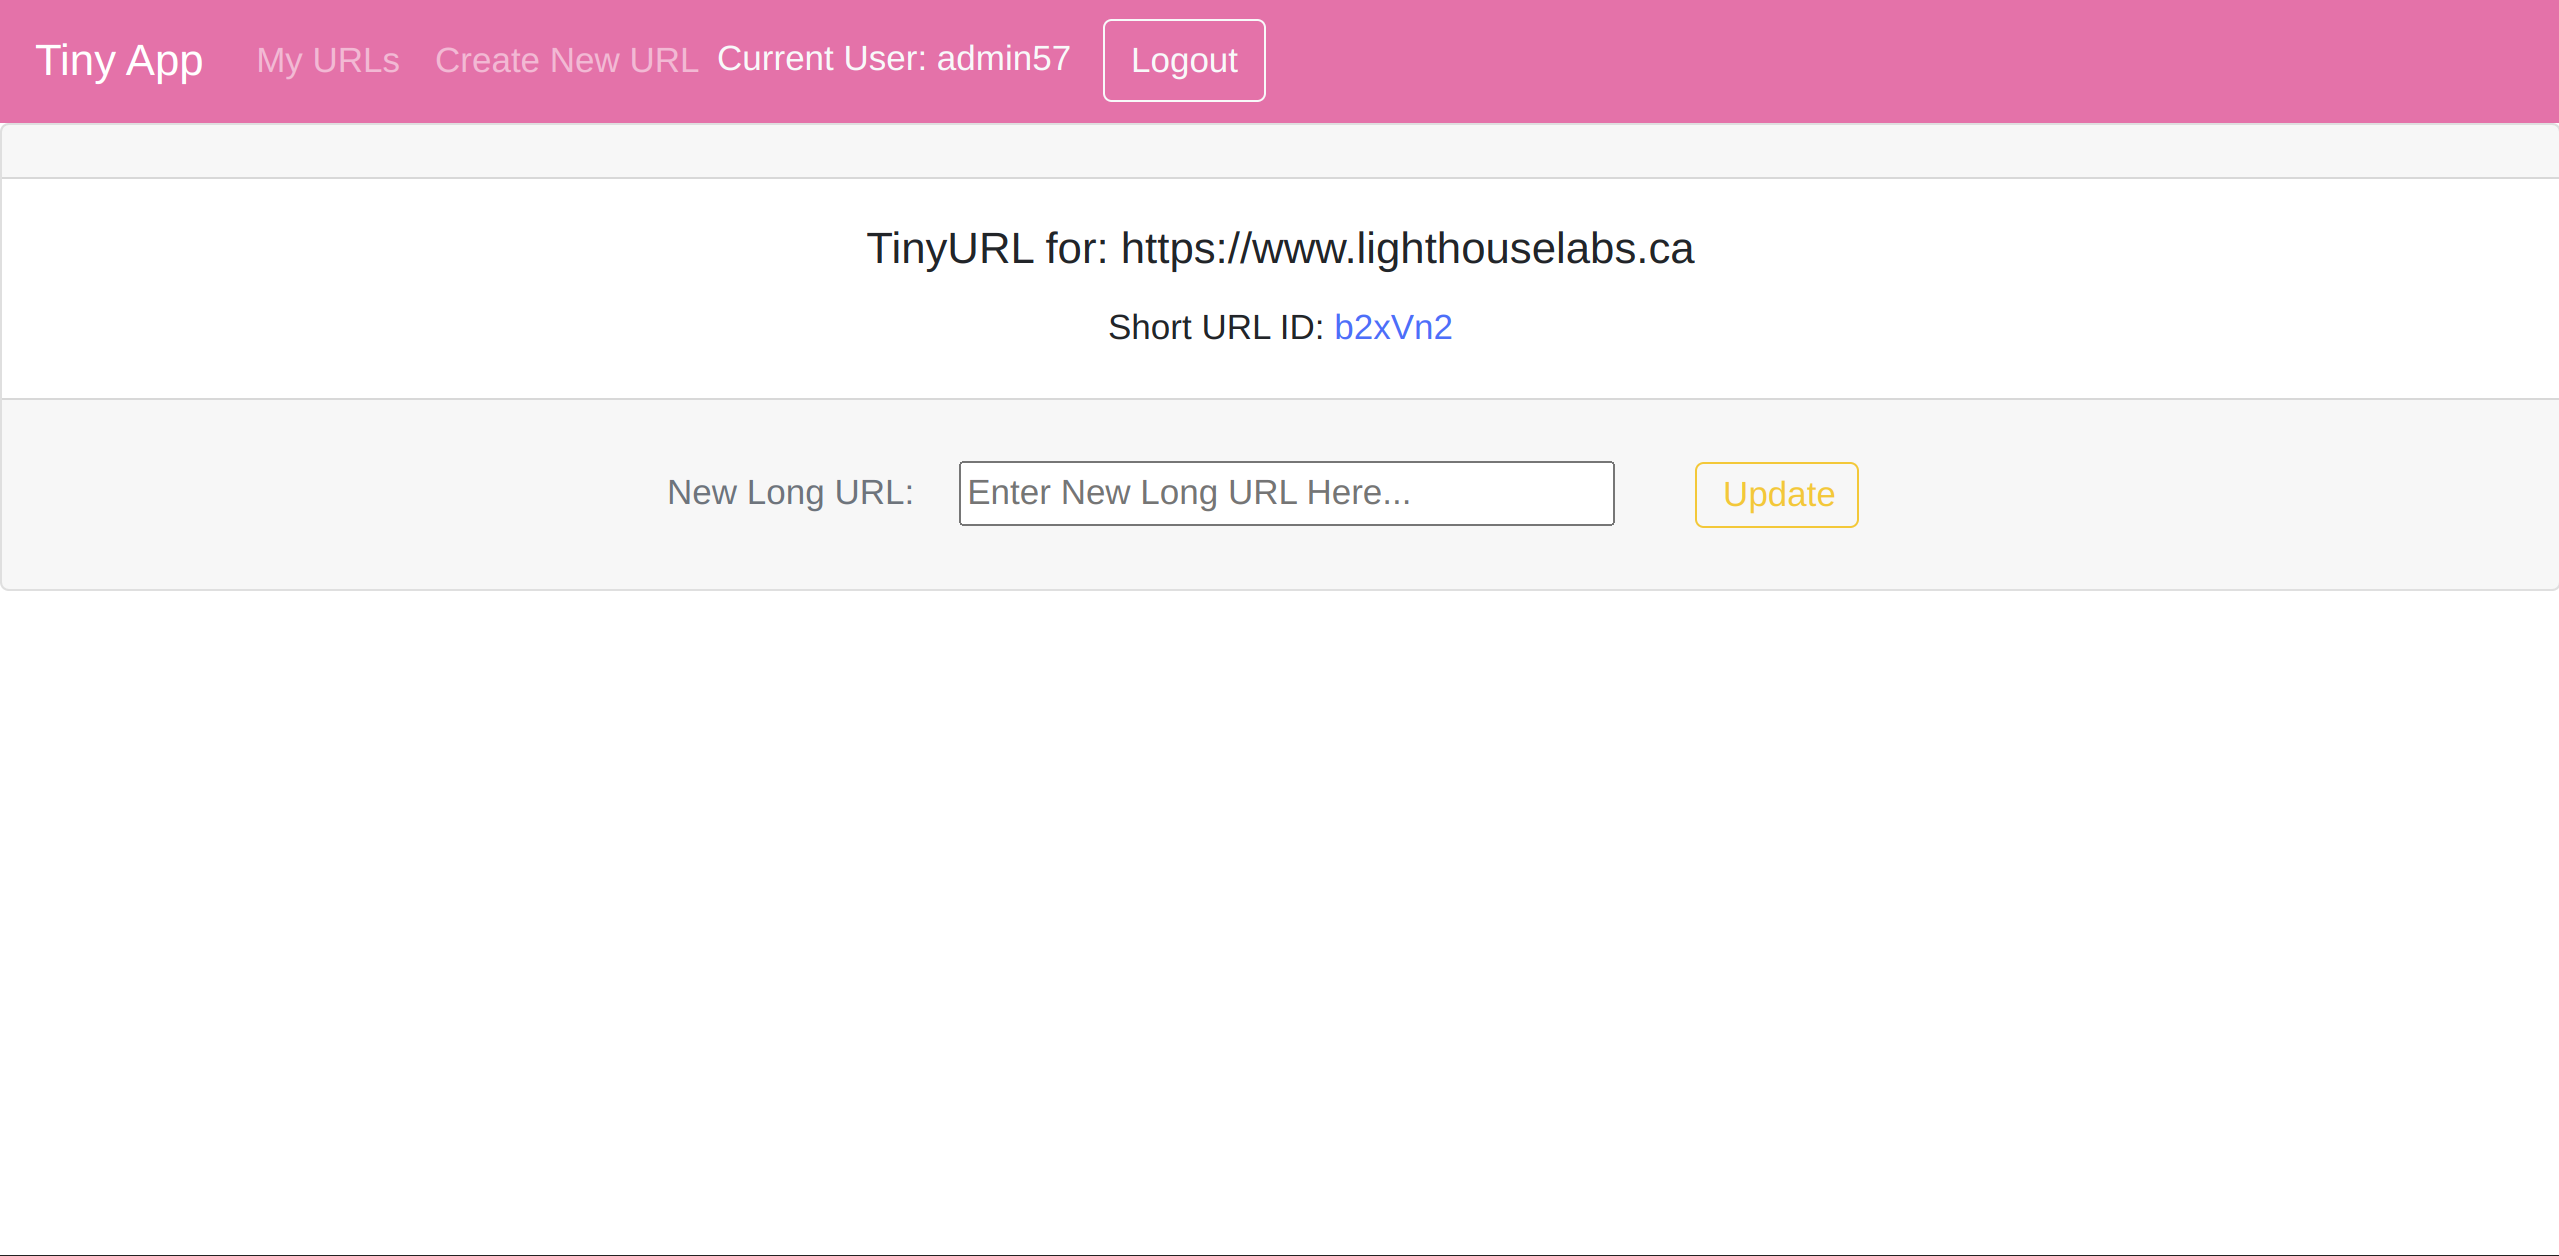 Tiny App My URLs Create New URL Current User: admin57 Logout
TinyURL for: https://www.lighthouselabs.ca
Short URL ID: b2xVn2
New Long URL: Enter New Long URL Here... Update